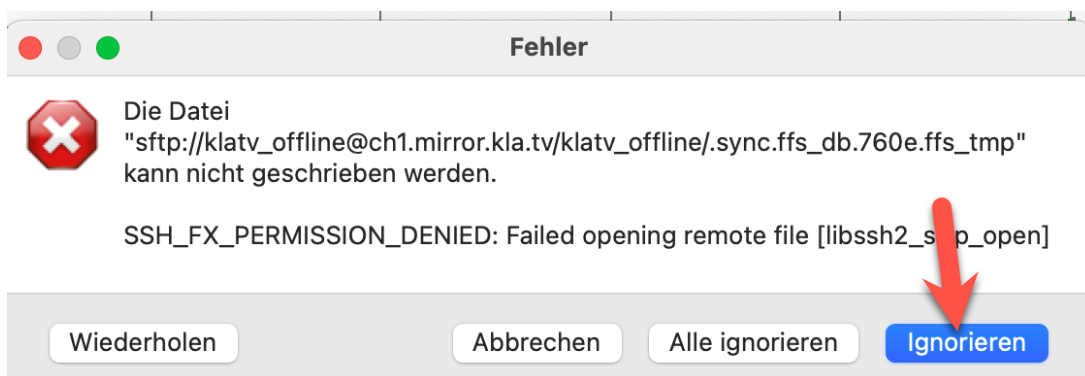 Fehler
Die Datei
"sftp://klatv_offline@ch1.mirror.kla.tv/klatv_offline/.sync.ffs_db.760e.ffs_tmp"
kann nicht geschrieben werden.
SSH_FX_PERMISSION_DENIED: Failed opening remote file [libssh2_sftp_open]
Wiederholen Abbrechen Alle ignorieren Ignorieren